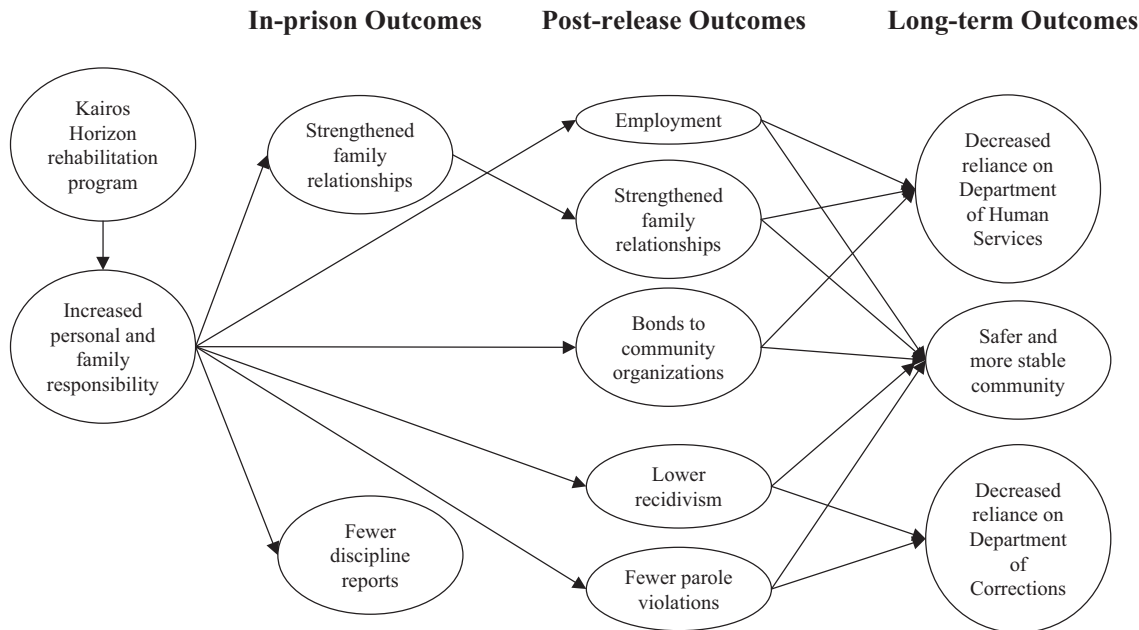 In-prison Outcomes
Post-release Outcomes
Long-term Outcomes
Kairos
Horizon
rehabilitation
program
Increased
personal and
family
responsibility
Strengthened
family
relationships
Fewer
discipline
reports
Employment
Strengthened
family
relationships
Bonds to
community
organizations
Lower
recidivism
Fewer parole
violations
Decreased
reliance on
Department
of Human
Services
Safer and
more stable
community
Decreased
reliance on
Department
of
Corrections